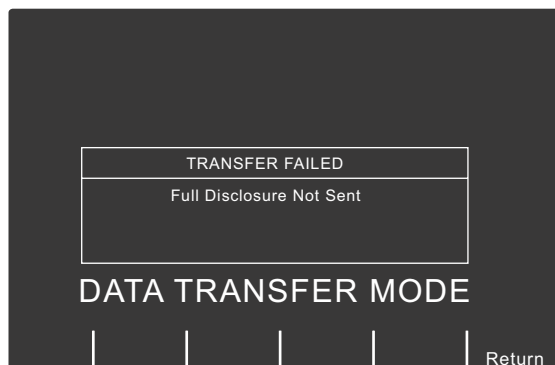 TRANSFER FAILED
Full Disclosure Not Sent
DATA TRANSFER MODE
Return